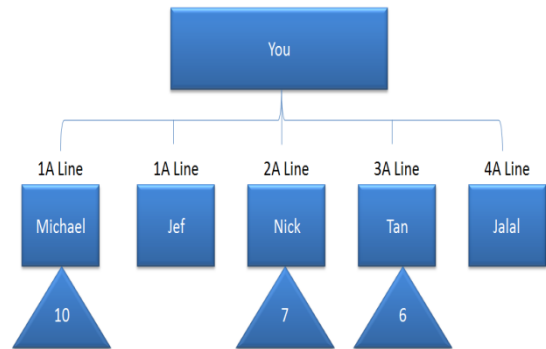 You
1A Line
1A Line
2A Line
3A Line
4A Line
Michael
Jef
Nick
Tan
Jalal
10
7
6